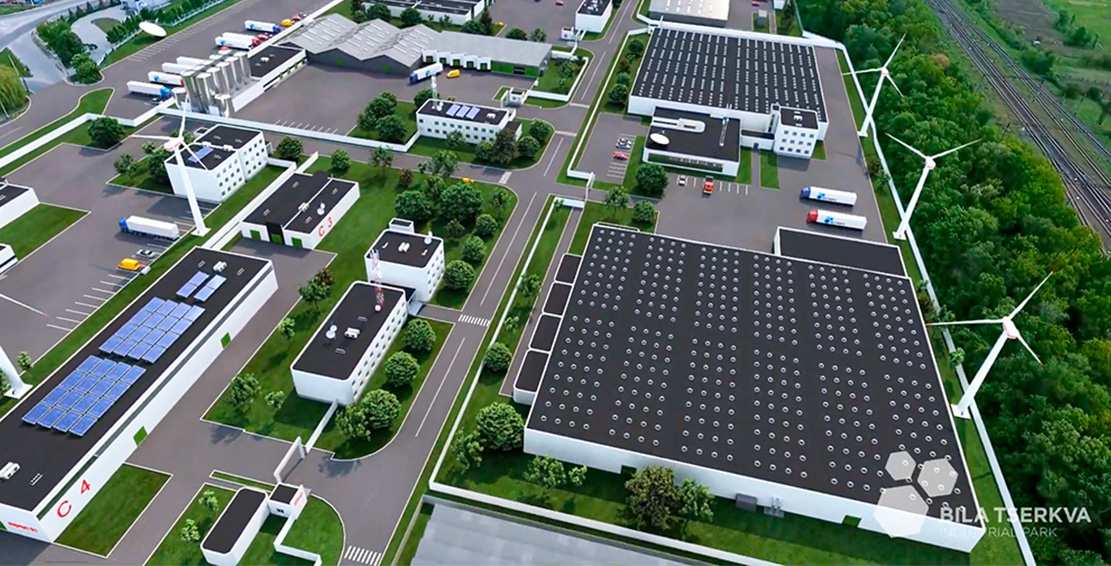 C 3
C 4
BILA TSERKVA
INDUSTRIAL PARK